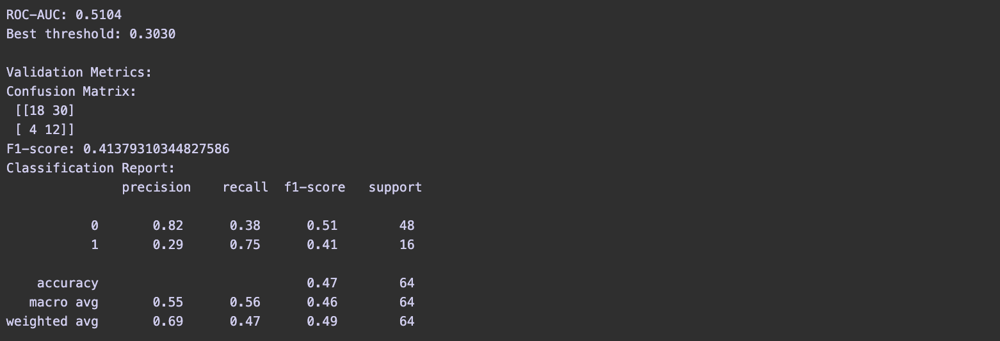 ROC-AUC: 0.5104
Best threshold: 0.3030
Validation Metrics:
Confusion Matrix:
[[18 30]
[ 4 12]]
F1-score: 0.41379310344827586
Classification Report:
precision recall f1-score support
0 0.82 0.38 0.51 48
1 0.29 0.75 0.41 16
accuracy 0.47 64
macro avg 0.55 0.56 0.46 64
weighted avg 0.69 0.47 0.49 64